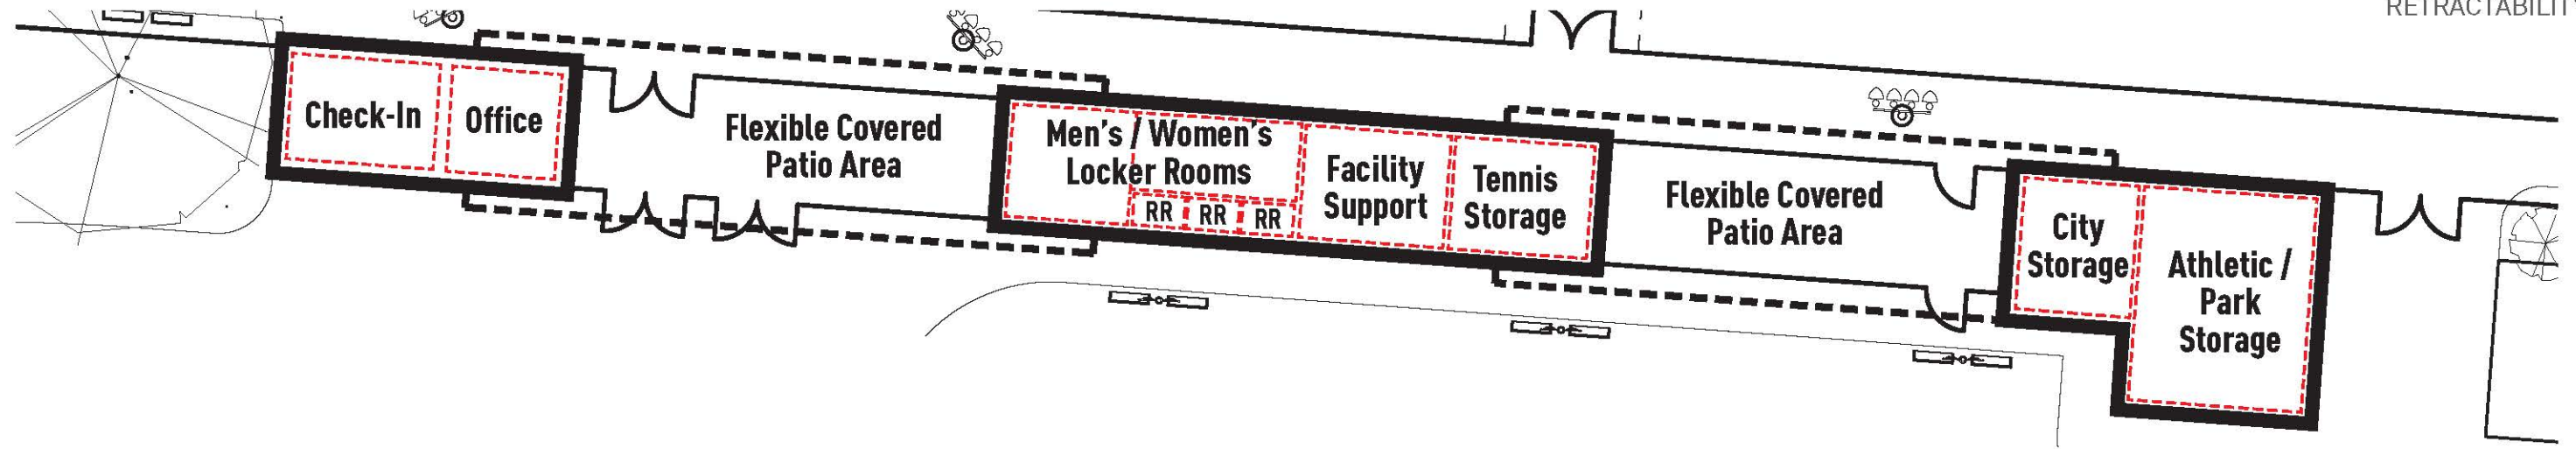 RETRACTABILITY
Check-In
Office
Flexible Covered
Patio Area
Men's / Women's
Locker Rooms
RR
RR
RR
Facility
Support
Tennis
Storage
Flexible Covered
Patio Area
City
Storage
Athletic /
Park
Storage